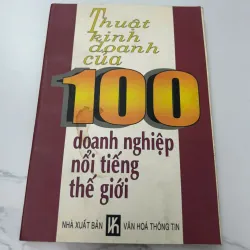 Thuật
kinh
doanh
của
100
doanh nghiệp
nổi tiếng
thế giới
NHÀ XUẤT BẢN VĂN HOÁ THÔNG TIN